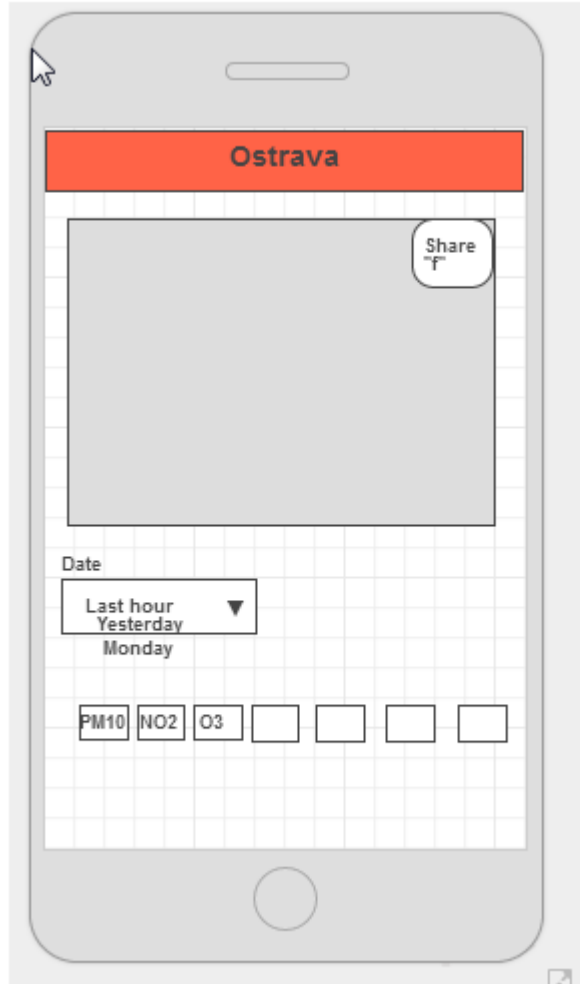 Ostrava
Share
"f"
Date
Last hour
Yesterday
Monday
PM10 NO2 O3